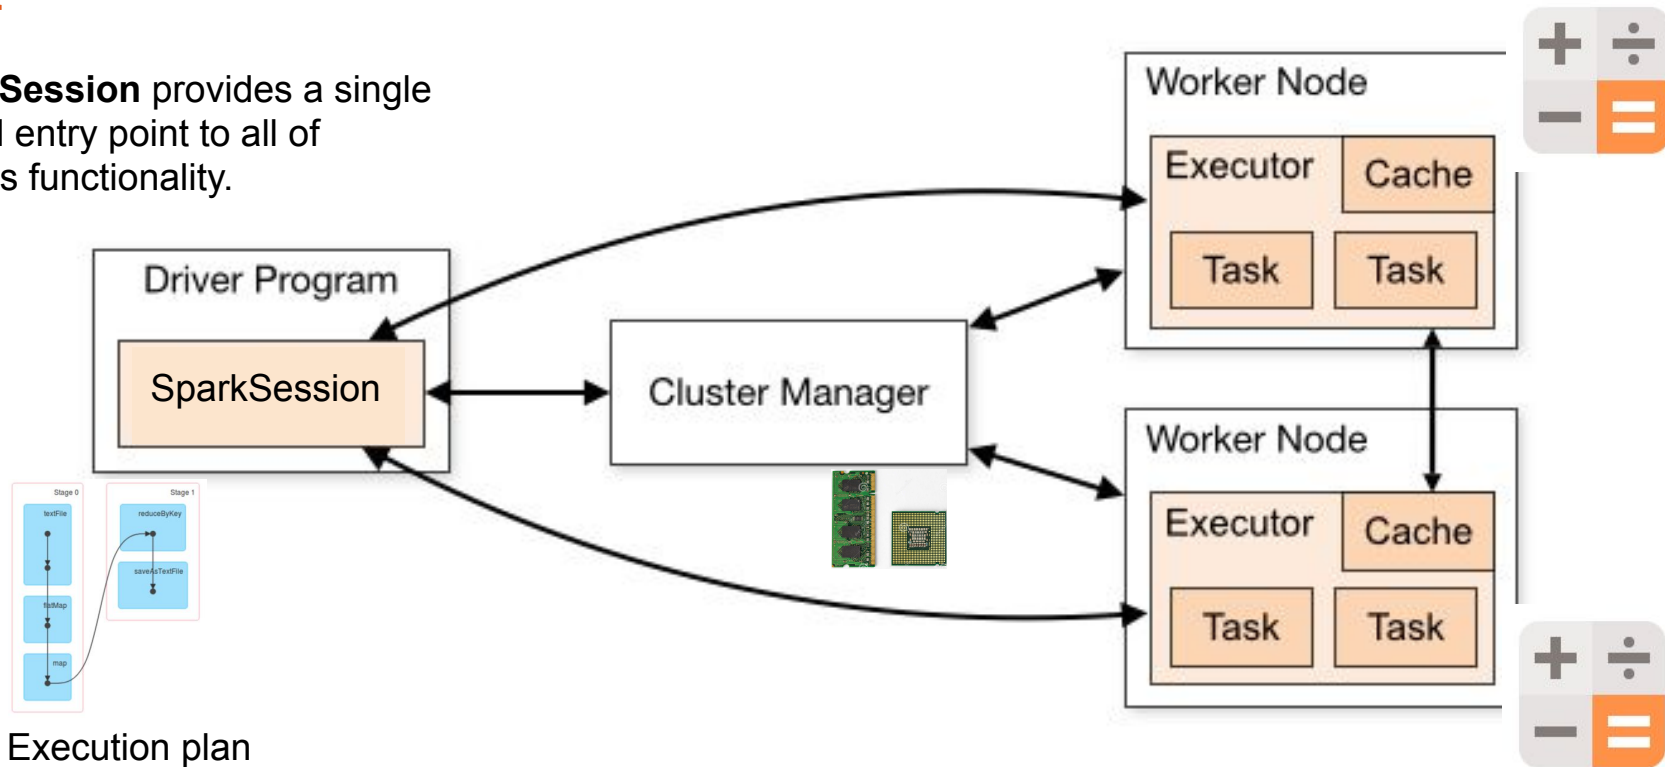 Session provides a single
entry point to all of
s functionality.
Driver Program
SparkSession
Cluster Manager
Worker Node
Executor
Cache
Task
Task
Worker Node
Executor
Cache
Task
Task
Stage 0
textFile
flatMap
map
Stage 1
reduceByKey
saveAsTextFile
Execution plan